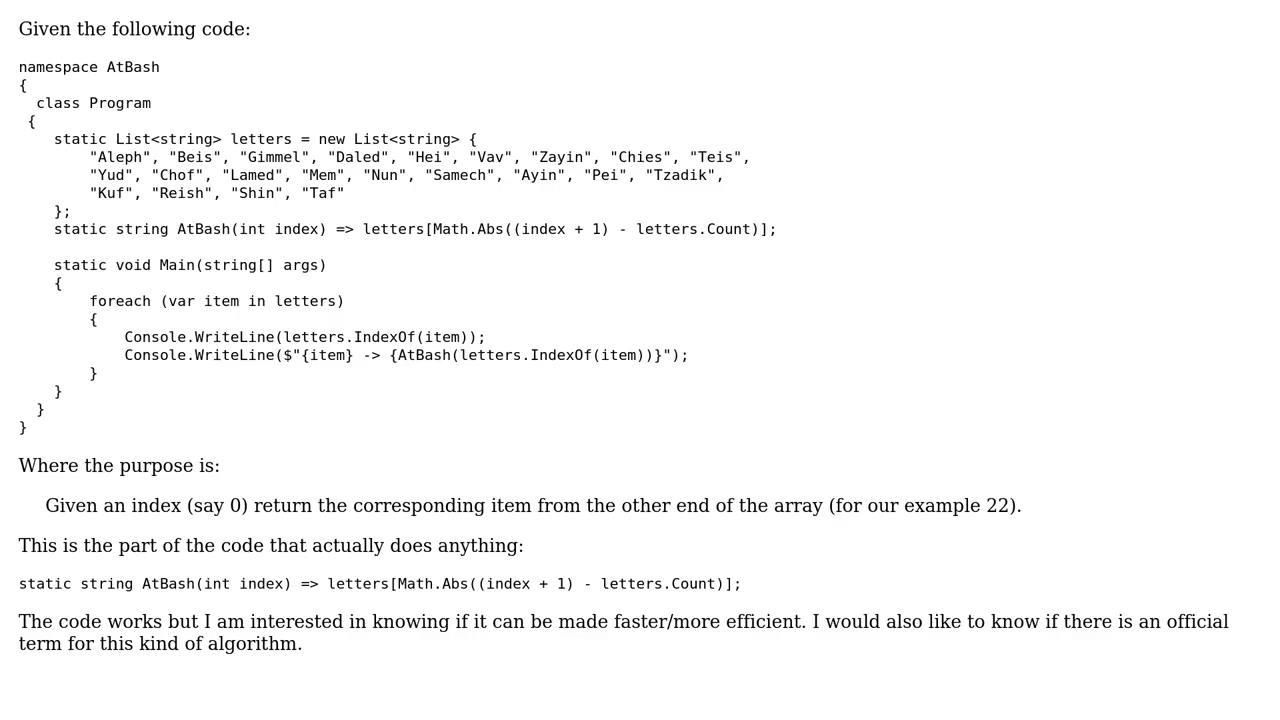 Given the following code:
namespace AtBash
{
  class Program
 {
    static List<string> letters = new List<string> {
        "Aleph", "Beis", "Gimmel", "Daled", "Hei", "Vav", "Zayin", "Chies", "Teis",
        "Yud", "Chof", "Lamed", "Mem", "Nun", "Samech", "Ayin", "Pei", "Tzadik",
        "Kuf", "Reish", "Shin", "Taf"
    };
    static string AtBash(int index) => letters[Math.Abs((index + 1) - letters.Count)];
    static void Main(string[] args)
    {
        foreach (var item in letters)
        {
            Console.WriteLine(letters.IndexOf(item));
            Console.WriteLine($"{item} -> {AtBash(letters.IndexOf(item))}");
        }
    }
  }
}
Where the purpose is:
Given an index (say 0) return the corresponding item from the other end of the array (for our example 22).
This is the part of the code that actually does anything:
static string AtBash(int index) => letters[Math.Abs((index + 1) - letters.Count)];
The code works but I am interested in knowing if it can be made faster/more efficient. I would also like to know if there is an official
term for this kind of algorithm.